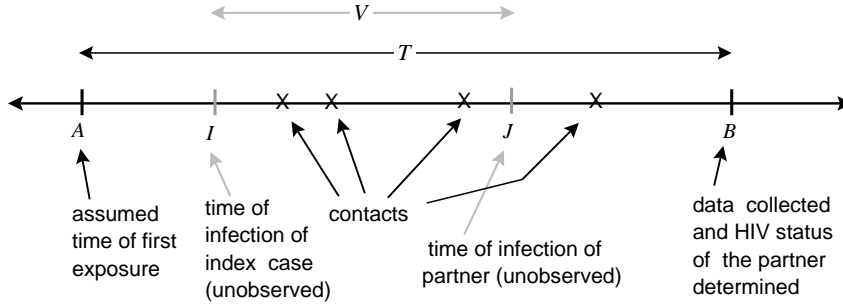 V
T
X X X X
A I J B
assumed
time of first
exposure
time of
infection of
index case
(unobserved)
contacts
time of infection of
partner (unobserved)
data collected
and HIV status
of the partner
determined